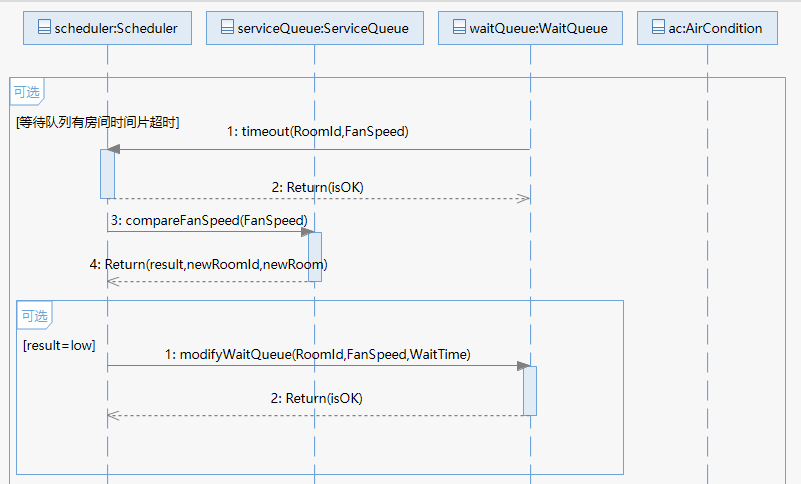 scheduler:Scheduler
serviceQueue:ServiceQueue
waitQueue:WaitQueue
ac:AirCondition
可选
[等待队列有房间时间片超时]
1: timeout(RoomId,FanSpeed)
2: Return(isOK)
3: compareFanSpeed(FanSpeed)
4: Return(result,newRoomId,newRoom)
可选
[result=low]
1: modifyWaitQueue(RoomId,FanSpeed,WaitTime)
2: Return(isOK)